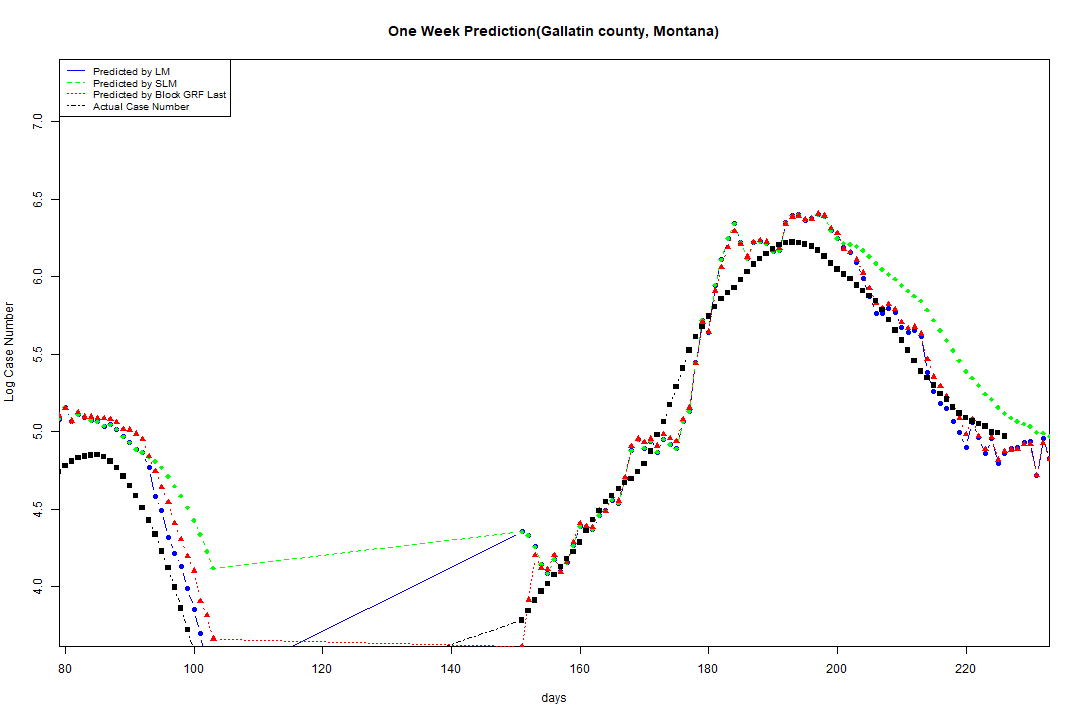 One Week Prediction(Gallatin county, Montana)
Predicted by LM
Predicted by SLM
Predicted by Block GRF Last
Actual Case Number
Log Case Number
7.0
6.5
6.0
5.5
5.0
4.5
4.0
80 100 120 140 160 180 200 220
days